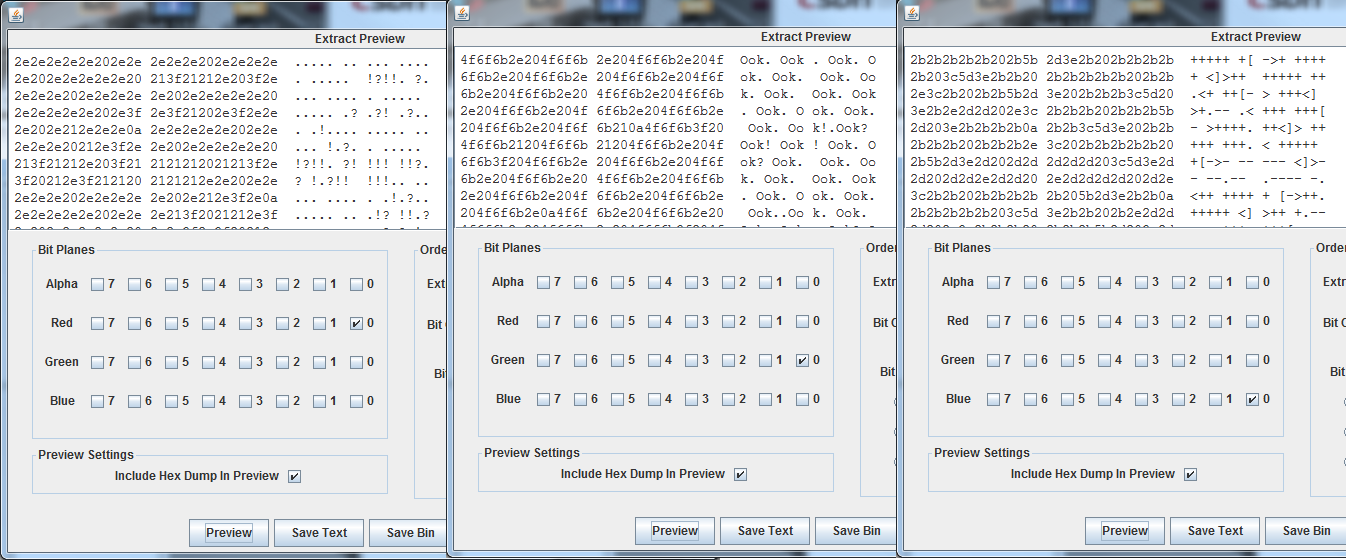 Extract Preview
2e2e2e2e2e202e2e 2e2e2e202e2e2e2e ..... .. ... ....
2e202e2e2e2e2e20 213f21212e203f2e . ..... !?!!. ?.
2e2e2e202e2e2e2e 2e202e2e2e2e2e20 ... .... . .....
2e2e2e2e2e202e3f 2e3f21202e3f2e2e ..... .? .?! .?..
2e202e212e2e2e0a 2e2e2e2e2e202e2e . .!.... ..... ..
2e2e2e20212e3f2e 2e2e2e2e202e2e2e ... !.?. .... ...
213f21212e203f21 2121212021213f2e !?!!. ?! !!! !!?.
3f20212e3f212120 2121212e2e202e2e ? !.?!! !!!.. ..
2e2e2e202e2e2e2e 2e202e212e3f2e0a ... .... . .!.?..
2e2e2e2e2e202e2e 2e213f2021212e3f ..... .. .!? !!.?
Bit Planes
Alpha 7 6 5 4 3 2 1 0
Red 7 6 5 4 3 2 1 0
Green 7 6 5 4 3 2 1 0
Blue 7 6 5 4 3 2 1 0
Orde
Extr
Bit
Bi
Preview Settings
Include Hex Dump In Preview
Preview Save Text Save Bin
Extract Preview
4f6f6b2e204f6f6b 2e204f6f6b2e204f Ook. Ook . Ook. O
6f6b2e204f6f6b2e 204f6f6b2e204f6f ook. Ook. Ook. Oo
6b2e204f6f6b2e20 4f6f6b2e204f6f6b k. Ook. Ook. Ook
2e204f6f6b2e204f 6f6b2e204f6f6b2e . Ook. O ok. Ook.
204f6f6b2e204f6f 6b210a4f6f6b3f20 Ook. Oo k!.Ook?
4f6f6b21204f6f6b 21204f6f6b2e204f Ook! Ook ! Ook. O
6f6b3f204f6f6b2e 204f6f6b2e204f6f ok? Ook. Ook. Oo
6b2e204f6f6b2e20 4f6f6b2e204f6f6b k. Ook. Ook. Ook
2e204f6f6b2e204f 6f6b2e204f6f6b2e . Ook. O ok. Ook.
204f6f6b2e0a4f6f 6b2e204f6f6b2e20 Ook..Oo k. Ook.
Bit Planes
Alpha 7 6 5 4 3 2 1 0
Red 7 6 5 4 3 2 1 0
Green 7 6 5 4 3 2 1 0
Blue 7 6 5 4 3 2 1 0
Order
Extr
Bit O
Bit
Preview Settings
Include Hex Dump In Preview
Preview Save Text Save Bin
Extract Preview
2b2b2b2b2b202b5b 2d3e2b202b2b2b2b +++++ +[ ->+ ++++
2b203c5d3e2b2b20 2b2b2b2b2b202b2b + <]>++ +++++ ++
2e3c2b202b2b5b2d 3e202b2b2b3c5d20 .<+ ++[- > +++<]
3e2b2e2d2d202e3c 2b2b2b202b2b2b5b >+.-- .< +++ +++[
2d203e2b2b2b2b0a 2b2b3c5d3e202b2b - >++++. ++<]> ++
2b2b2b202b2b2b2e 3c202b2b2b2b2b20 +++ +++. < +++++
2b5b2d3e2d202d2d 2d2d2d203c5d3e2d +[->- -- --- <]>-
2d202d2d2e2d2d20 2e2d2d2d2d202d2e - --.-- .---- -.
3c2b2b202b2b2b2b 2b205b2d3e2b2b0a <++ ++++ + [->++.
2b2b2b2b2b203c5d 3e2b2b202b2e2d2d +++++ <] >++ +.--
Bit Planes
Alpha 7 6 5 4 3 2 1 0
Red 7 6 5 4 3 2 1 0
Green 7 6 5 4 3 2 1 0
Blue 7 6 5 4 3 2 1 0
Order
Extr
Bit O
Bit
Preview Settings
Include Hex Dump In Preview
Preview Save Text Save Bin